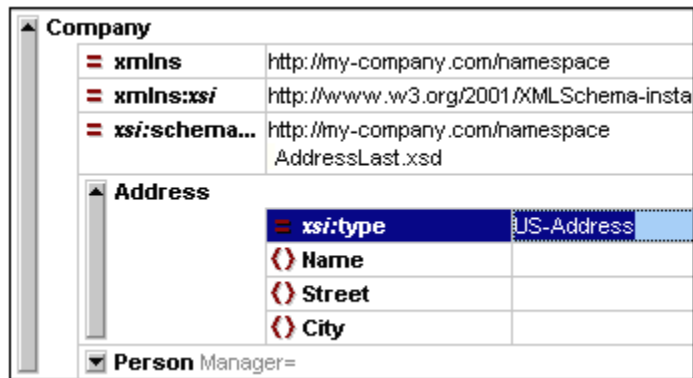 Company
= xmlns http://my-company.com/namespace
= xmlns:xsi http://www.w3.org/2001/XMLSchema-insta
= xsi:schema... http://my-company.com/namespace
AddressLast.xsd
Address
= xsi:type US-Address
{} Name
{} Street
{} City
Person Manager=